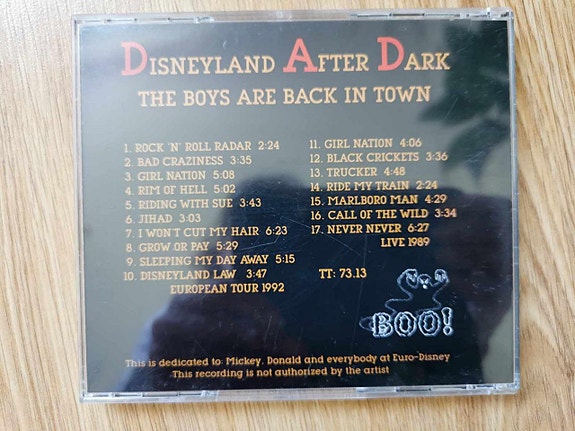 DISNEYLAND AFTER DARK
THE BOYS ARE BACK IN TOWN
1. ROCK 'N' ROLL RADAR 2:24
2. BAD CRAZINESS 3:35
3. GIRL NATION 5:08
4. RIM OF HELL 5:02
5. RIDING WITH SUE 3:43
6. JIHAD 3:03
7. I WON'T CUT MY HAIR 6:23
8. GROW OR PAY 5:29
9. SLEEPING MY DAY AWAY 5:15
10. DISNEYLAND LAW 3:47
EUROPEAN TOUR 1992
11. GIRL NATION 4:06
12. BLACK CRICKETS 3:36
13. TRUCKER 4:48
14. RIDE MY TRAIN 2:24
15. MARLBORO MAN 4:29
16. CALL OF THE WILD 3:34
17. NEVER NEVER 6:27
LIVE 1989
TT: 73.13
BOO!
This is dedicated to: Mickey, Donald and everybody at Euro-Disney
This recording is not authorized by the artist